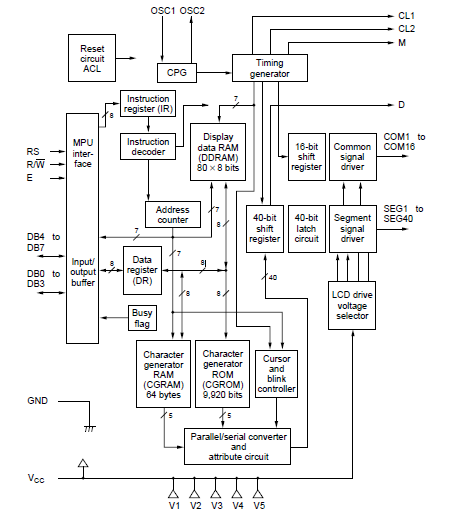 OSC1 OSC2
CL1
CL2
M
Reset
circuit
ACL
CPG
Timing
generator
7
D
Instruction
register (IR)
8
MPU
inter-
face
RS
R/W̅
E
Instruction
decoder
Display
data RAM
(DDRAM)
80 × 8 bits
16-bit
shift
register
Common
signal
driver
COM1 to
COM16
Address
counter
7
7
8
7
40-bit
shift
register
40-bit
latch
circuit
Segment
signal
driver
SEG1 to
SEG40
DB4 to
DB7
DB0 to
DB3
Input/
output
buffer
8
Data
register
(DR)
8
8
8
40
LCD drive
voltage
selector
Busy
flag
Character
generator
RAM
(CGRAM)
64 bytes
Character
generator
ROM
(CGROM)
9,920 bits
Cursor
and
blink
controller
5
5
GND
Parallel/serial converter
and
attribute circuit
VCC
V1 V2 V3 V4 V5